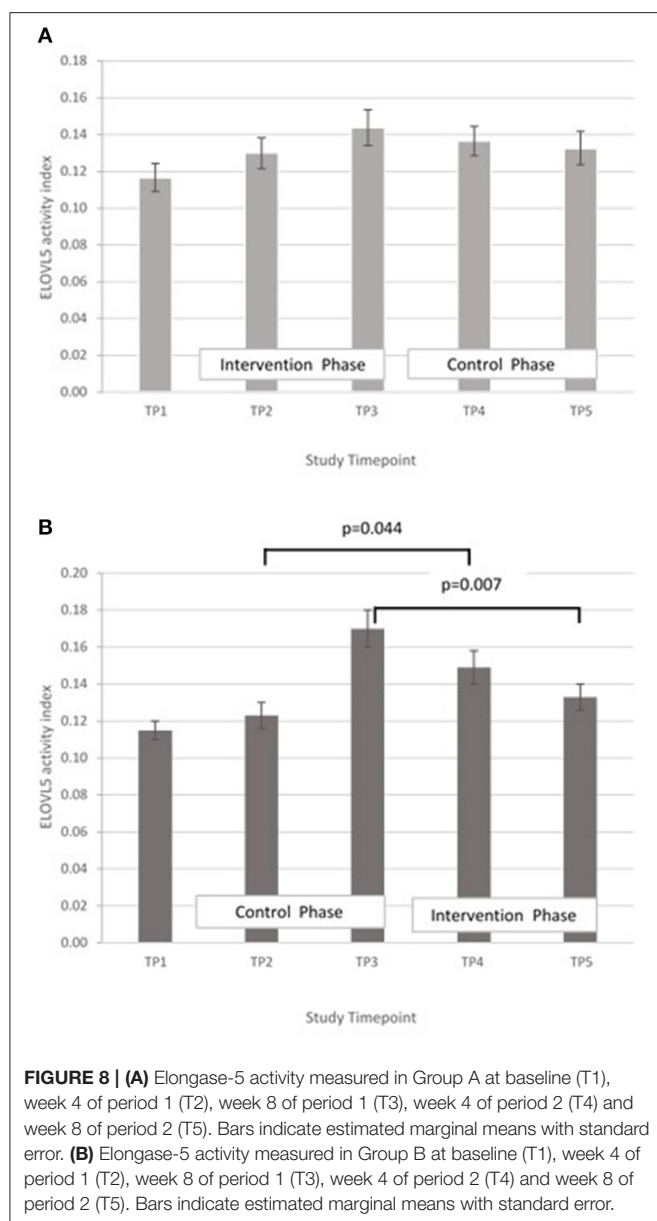 A
0.18
0.16
0.14
0.12
0.10
0.08
0.06
0.04
0.02
0.00
ELOVL5 activity index
Intervention Phase
Control Phase
TP1 TP2 TP3 TP4 TP5
Study Timepoint
B
p=0.044
p=0.007
0.20
0.18
0.16
0.14
0.12
0.10
0.08
0.06
0.04
0.02
0.00
ELOVL5 activity index
Control Phase
Intervention Phase
TP1 TP2 TP3 TP4 TP5
Study Timepoint
FIGURE 8 | (A) Elongase-5 activity measured in Group A at baseline (T1),
week 4 of period 1 (T2), week 8 of period 1 (T3), week 4 of period 2 (T4) and
week 8 of period 2 (T5). Bars indicate estimated marginal means with standard
error. (B) Elongase-5 activity measured in Group B at baseline (T1), week 4 of
period 1 (T2), week 8 of period 1 (T3), week 4 of period 2 (T4) and week 8 of
period 2 (T5). Bars indicate estimated marginal means with standard error.